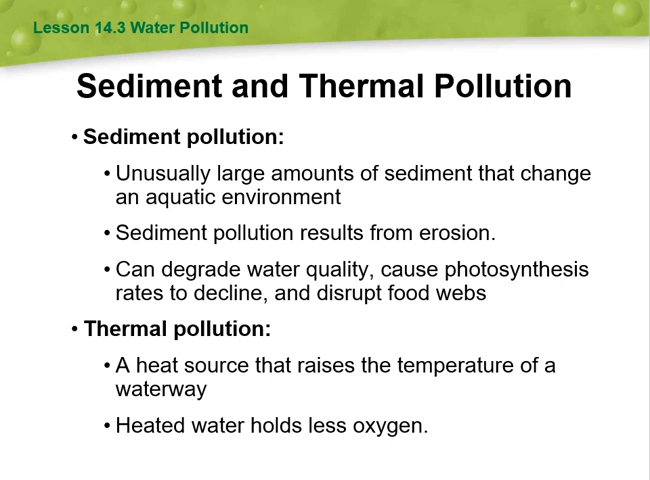 Lesson 14.3 Water Pollution
Sediment and Thermal Pollution
• Sediment pollution:
• Unusually large amounts of sediment that change
an aquatic environment
• Sediment pollution results from erosion.
• Can degrade water quality, cause photosynthesis
rates to decline, and disrupt food webs
• Thermal pollution:
• A heat source that raises the temperature of a
waterway
• Heated water holds less oxygen.